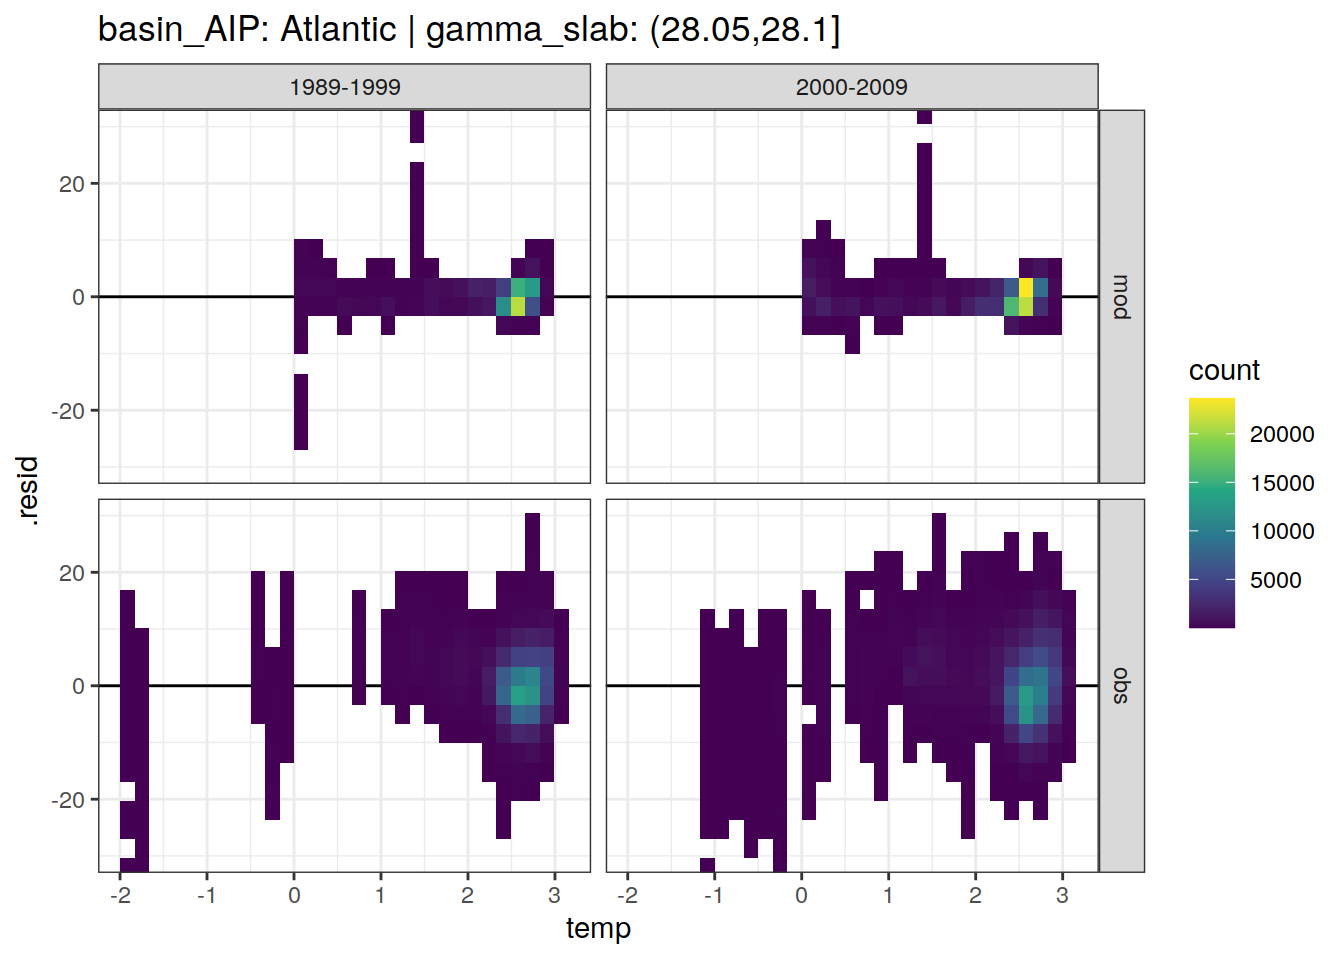 basin_AIP: Atlantic | gamma_slab: (28.05,28.1]
1989-1999
2000-2009
20
0
-20
mod
20
0
-20
obs
.resid
-2 -1 0 1 2 3
-2 -1 0 1 2 3
temp
count
20000
15000
10000
5000